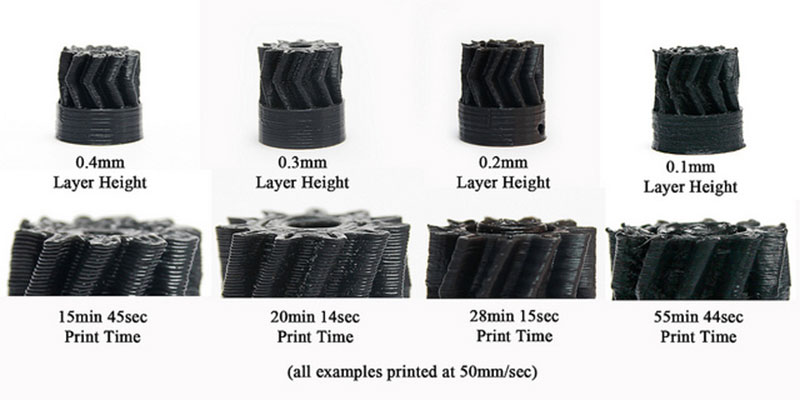 0.4mm
Layer Height
0.3mm
Layer Height
0.2mm
Layer Height
0.1mm
Layer Height
15min 45sec
Print Time
20min 14sec
Print Time
28min 15sec
Print Time
55min 44sec
Print Time
(all examples printed at 50mm/sec)